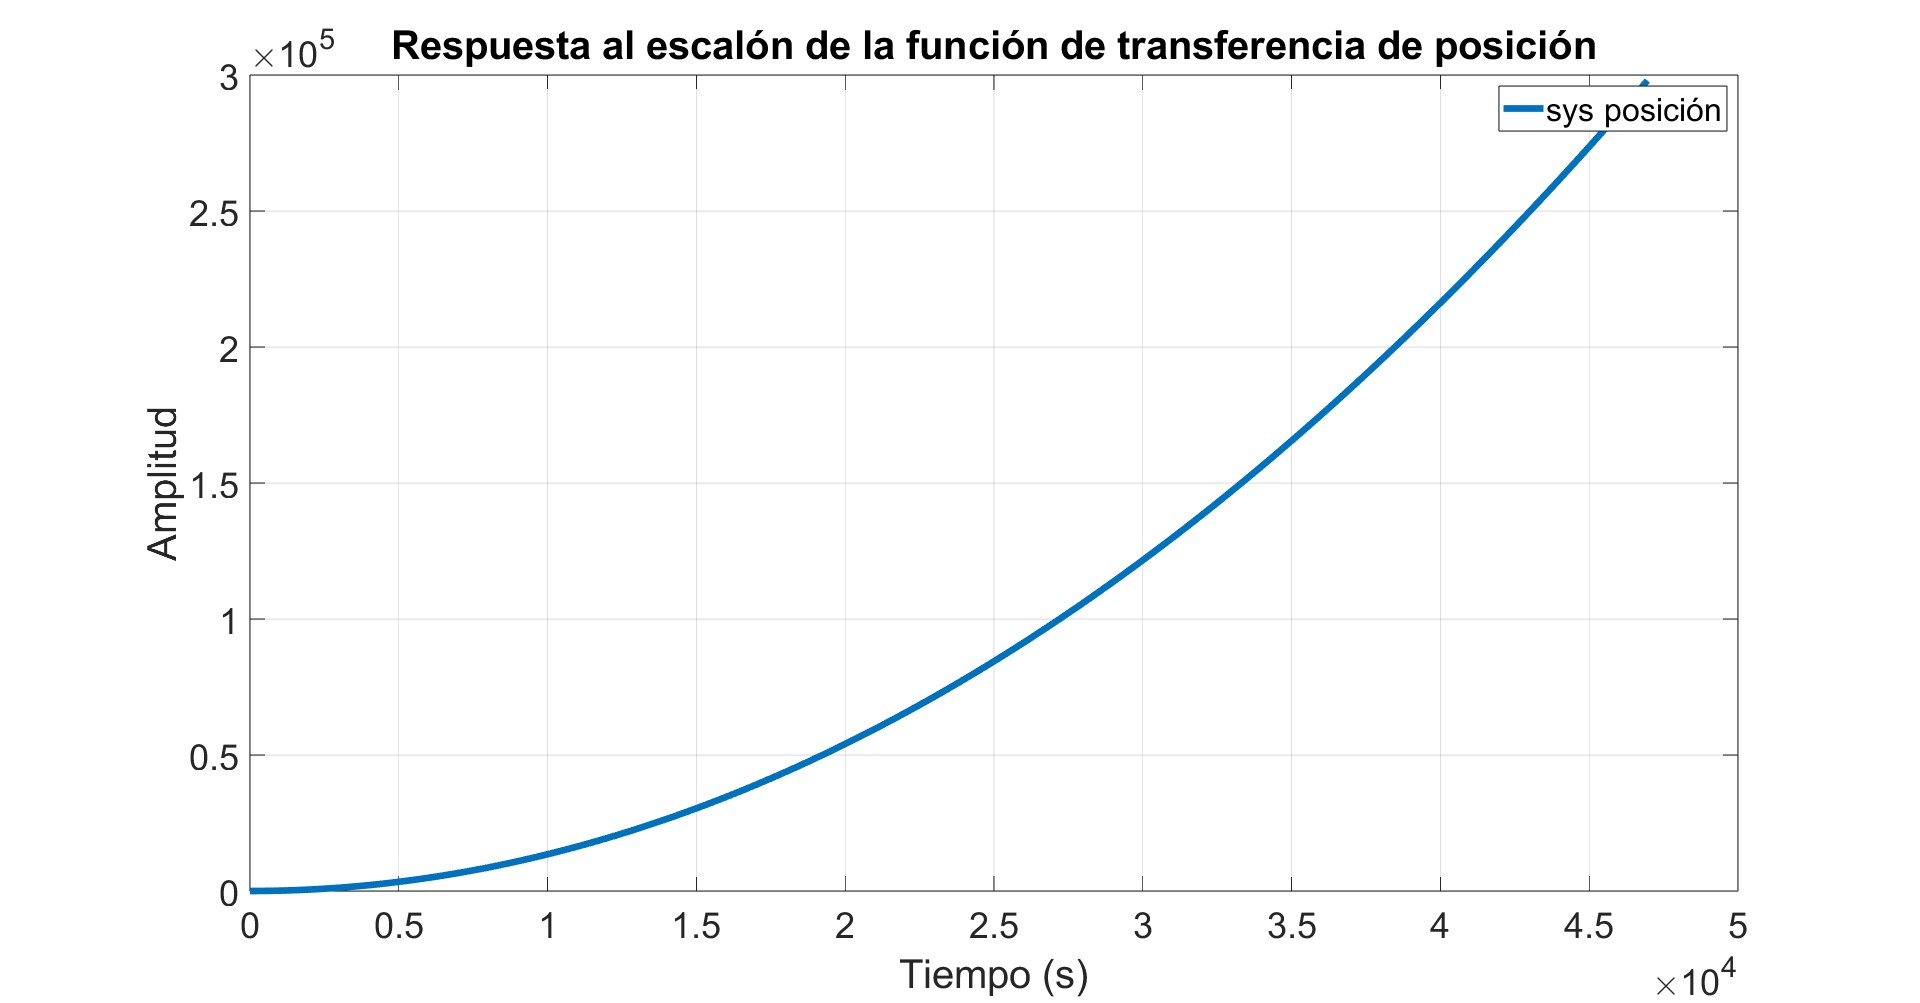 Respuesta al escalón de la función de transferencia de posición
×10⁵
3
2.5
2
1.5
1
0.5
0
Amplitud
sys posición
0 0.5 1 1.5 2 2.5 3 3.5 4 4.5 5
Tiempo (s)
×10⁴